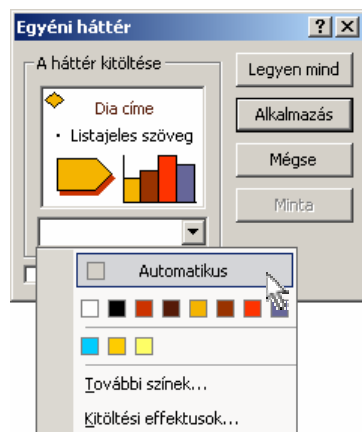 Egyéni háttér
A háttér kitöltése
Dia címe
• Listajeles szöveg
Legyen mind
Alkalmazás
Mégse
Minta
Automatikus
További színek...
Kitöltési effektusok...